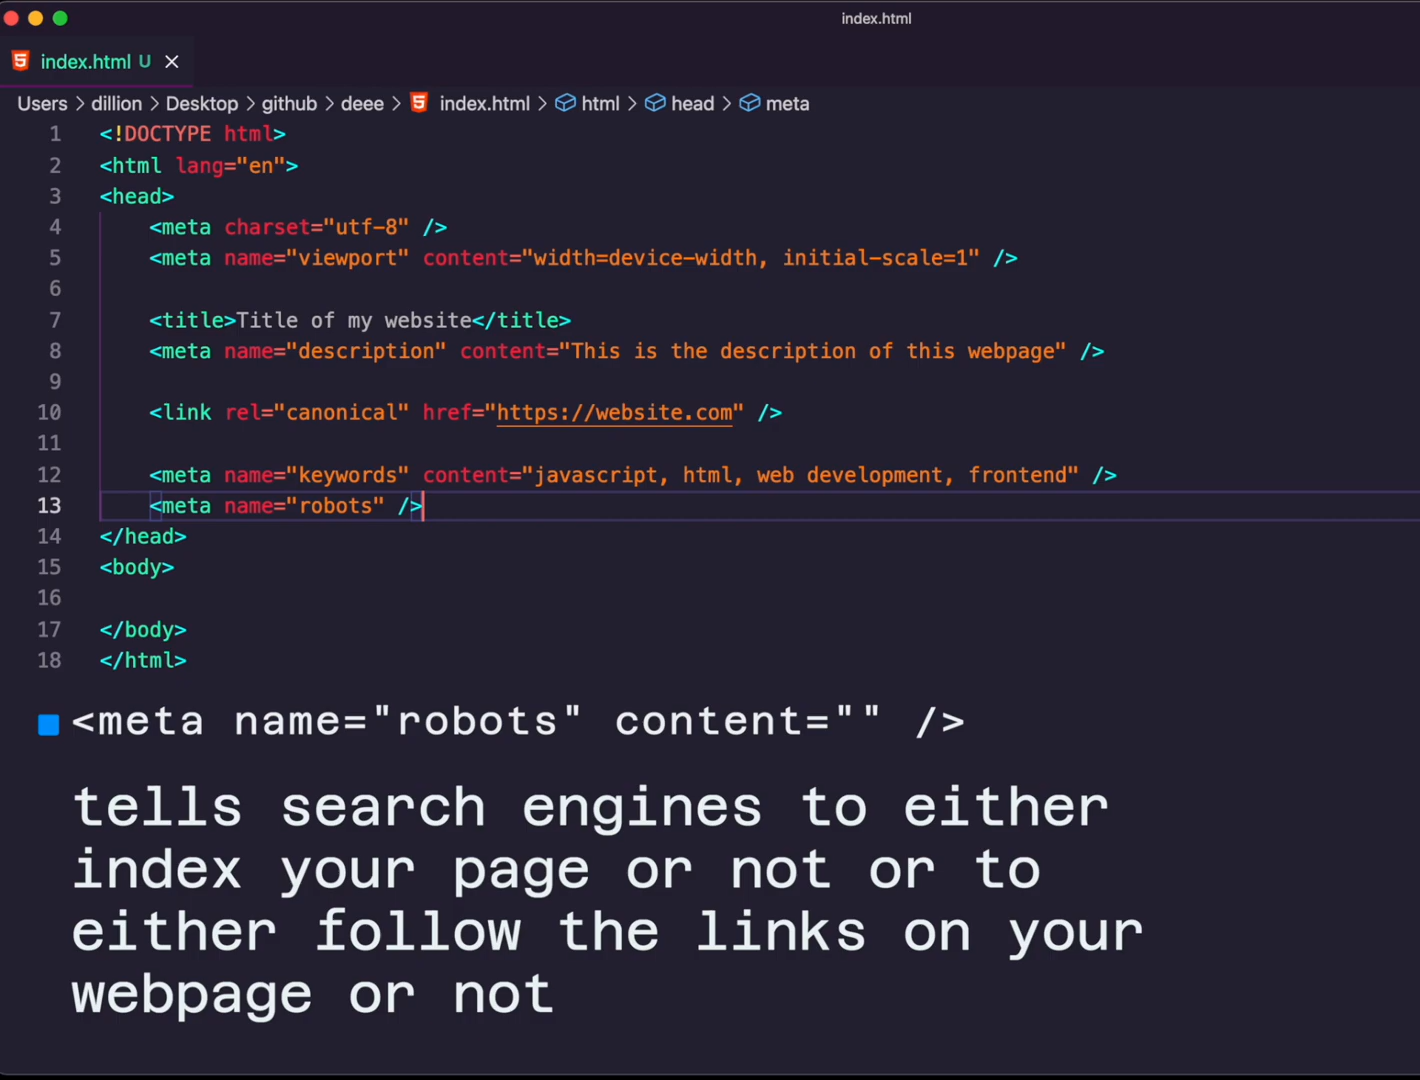 index.html
index.html U
Users > dillion > Desktop > github > deee > index.html > html > head > meta
1 <!DOCTYPE html>
2 <html lang="en">
3 <head>
4 <meta charset="utf-8" />
5 <meta name="viewport" content="width=device-width, initial-scale=1" />
6
7 <title>Title of my website</title>
8 <meta name="description" content="This is the description of this webpage" />
9
10 <link rel="canonical" href="https://website.com" />
11
12 <meta name="keywords" content="javascript, html, web development, frontend" />
13 <meta name="robots" />
14 </head>
15 <body>
16
17 </body>
18 </html>
<meta name="robots" content="" />
tells search engines to either
index your page or not or to
either follow the links on your
webpage or not